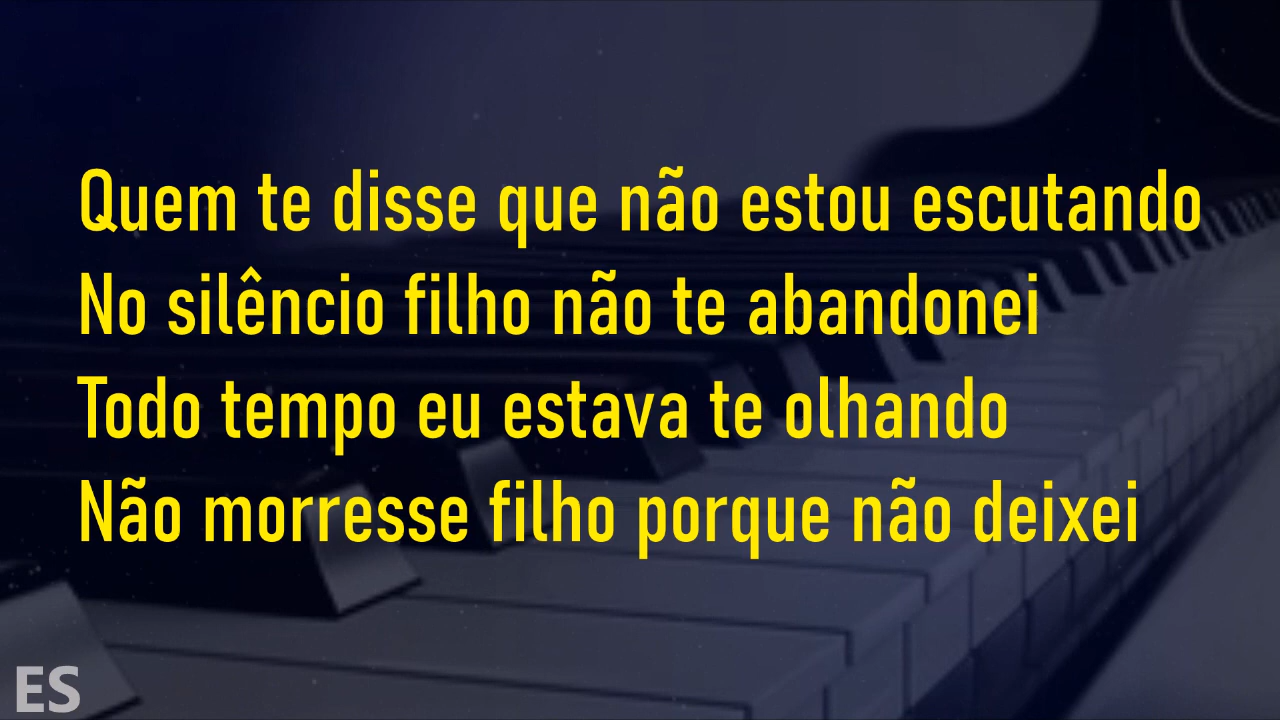 Quem te disse que não estou escutando
No silêncio filho não te abandonei
Todo tempo eu estava te olhando
Não morresse filho porque não deixei
ES